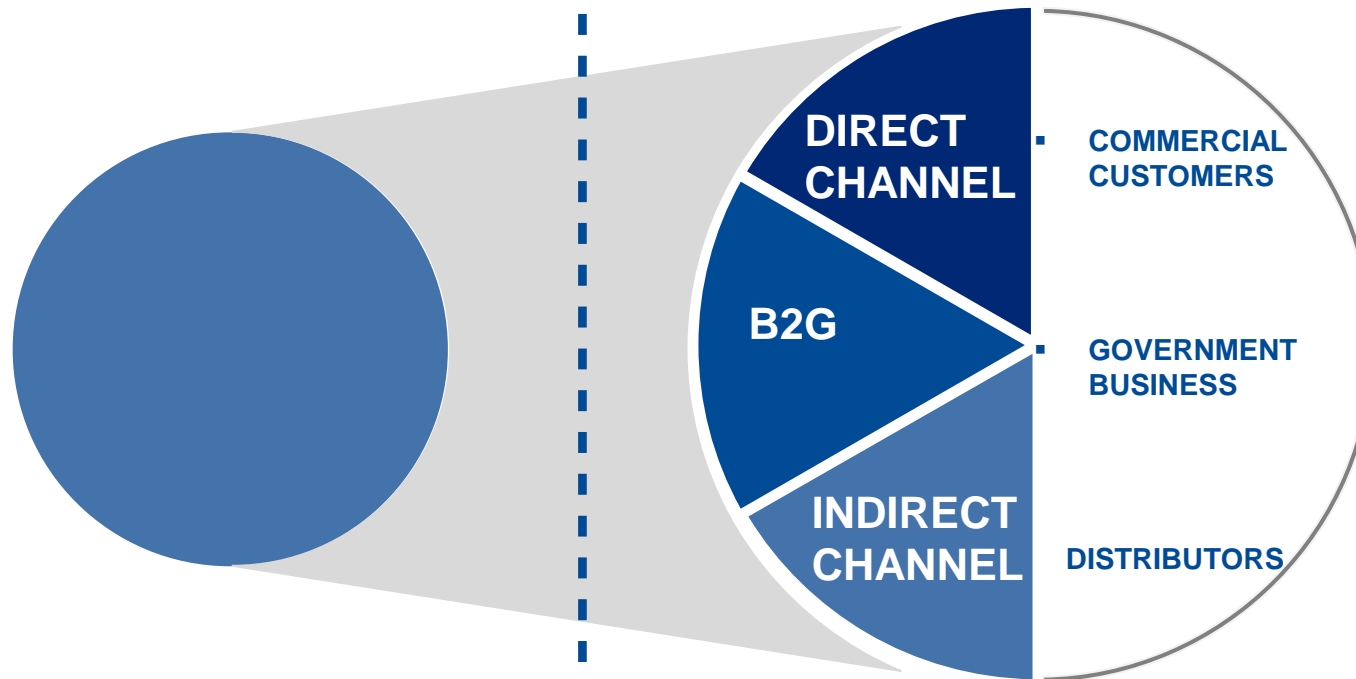 DIRECT
CHANNEL
COMMERCIAL
CUSTOMERS
B2G
GOVERNMENT
BUSINESS
INDIRECT
CHANNEL
DISTRIBUTORS